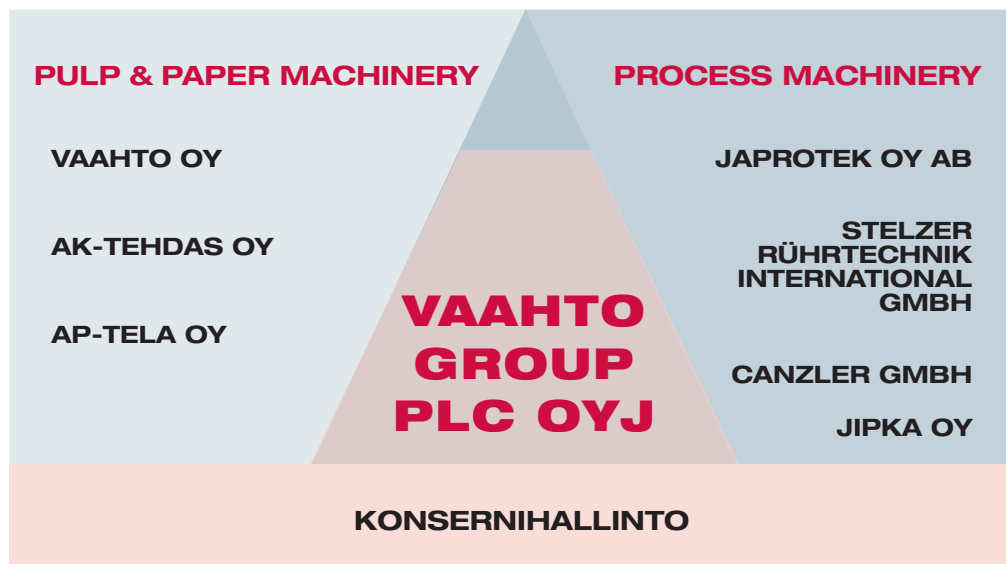 PULP & PAPER MACHINERY
VAAHTO OY
AK-TEHDAS OY
AP-TELA OY
VAAHTO
GROUP
PLC OYJ
PROCESS MACHINERY
JAPROTEK OY AB
STELZER
RÜHRTECHNIK
INTERNATIONAL
GMBH
CANZLER GMBH
JIPKA OY
KONSERNIHALLINTO